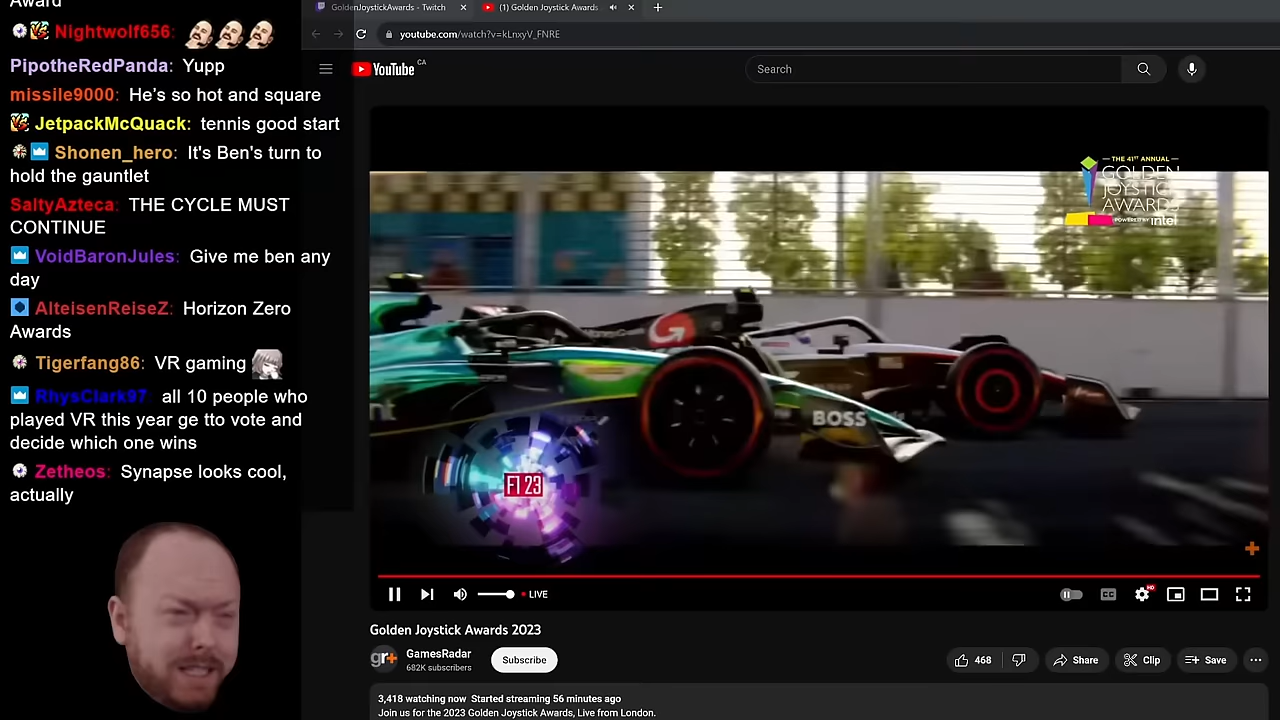 Award
Nightwolf656:
PipotheRedPanda: Yupp
missile9000: He's so hot and square
JetpackMcQuack: tennis good start
Shonen_hero: It's Ben's turn to
hold the gauntlet
SaltyAzteca: THE CYCLE MUST
CONTINUE
VoidBaronJules: Give me ben any
day
AlteisenReiseZ: Horizon Zero
Awards
Tigerfang86: VR gaming
RhysClark97: all 10 people who
played VR this year ge tto vote and
decide which one wins
Zetheos: Synapse looks cool,
actually
GoldenJoystickAwards - Twitch
(1) Golden Joystick Awards
youtube.com/watch?v=kLnxyV_FNRE
YouTube CA
Search
THE 41ST ANNUAL
GOLDEN
JOYSTICK
AWARDS
POWERED BY intel
MoneyGram
BOSS
F1 23
LIVE
CC
HD
Golden Joystick Awards 2023
gr+
GamesRadar
682K subscribers
Subscribe
468
Share
Clip
Save
3,418 watching now Started streaming 56 minutes ago
Join us for the 2023 Golden Joystick Awards, Live from London.